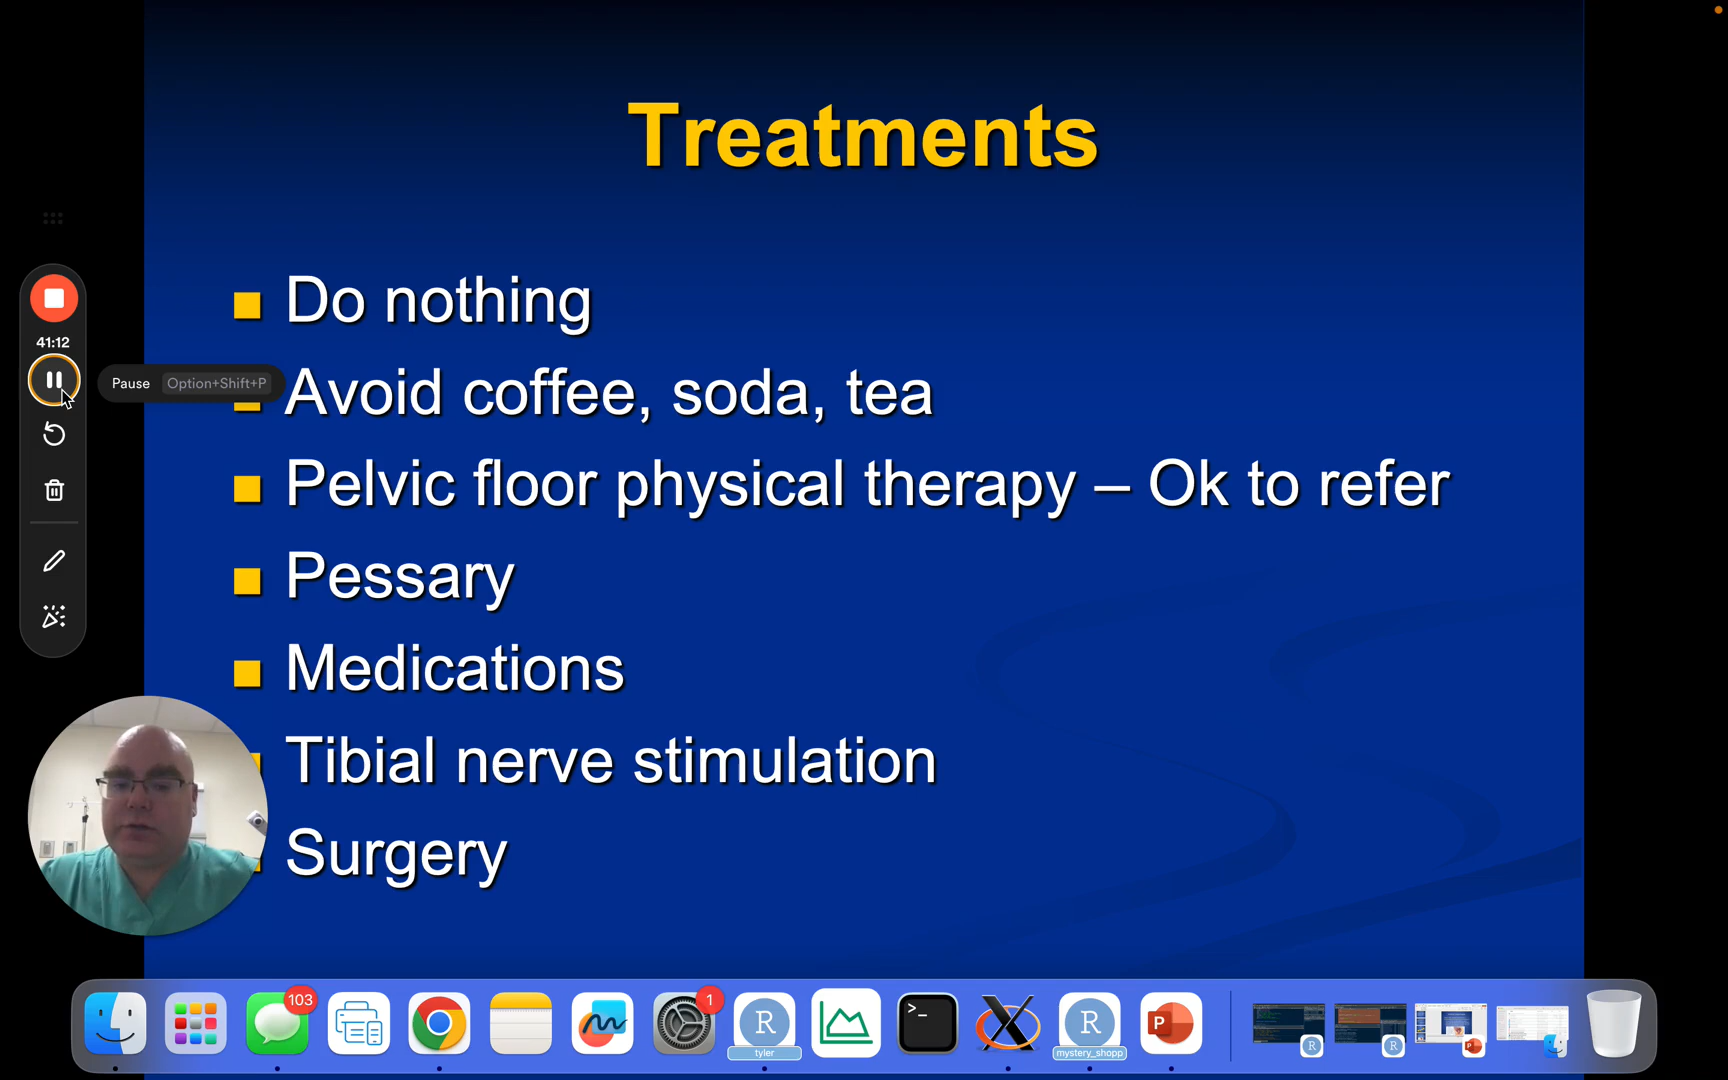 Treatments
Do nothing
41:12
Pause Option+Shift+P
Avoid coffee, soda, tea
Pelvic floor physical therapy – Ok to refer
Pessary
Medications
Tibial nerve stimulation
Surgery
103
1
R
>_
X
R
P
tyler
mystery_shopp
R
R
P